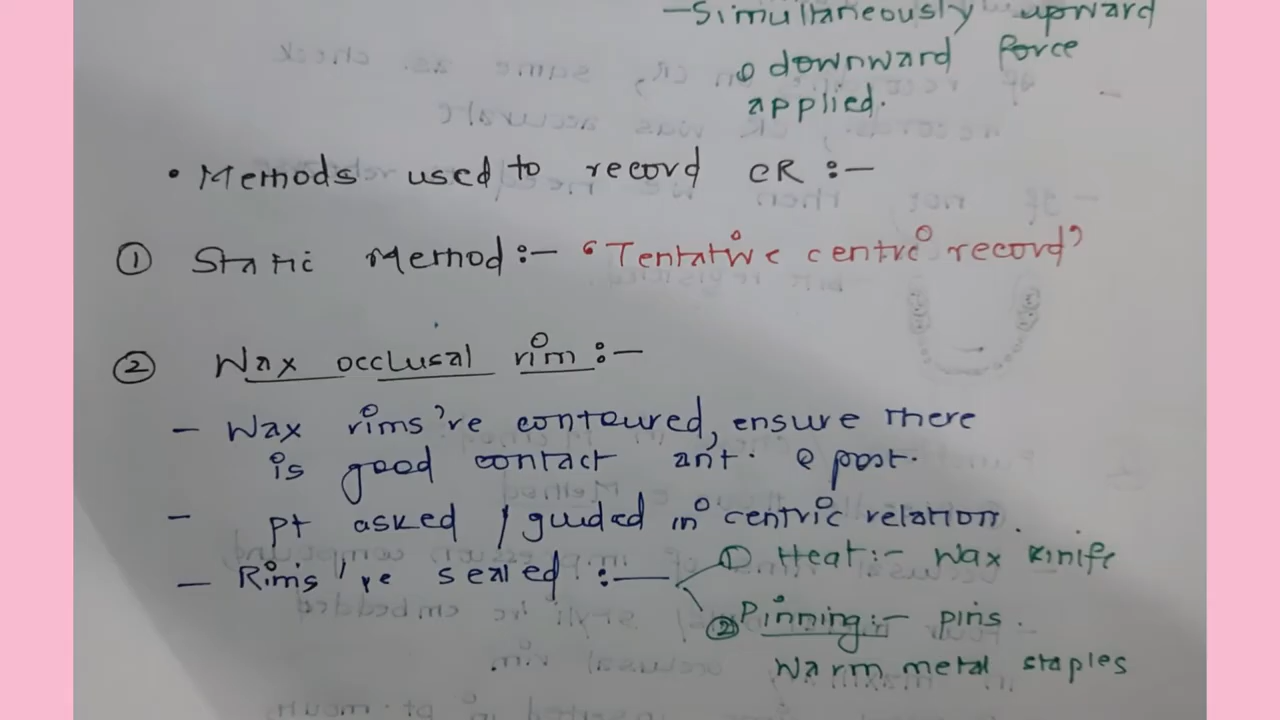 -Simultaneously upward
& downward force
applied.
• Methods used to record CR :-
① Static Method :- "Tentative centric record"
② Wax occlusal rim :-
- Wax rims're contoured, ensure there
is good contact ant. & post.
- Pt asked / guided in centric relation.
- Rims're sealed :-
① Heat :- Wax Kinife
② Pinning :- pins.
Warm metal staples